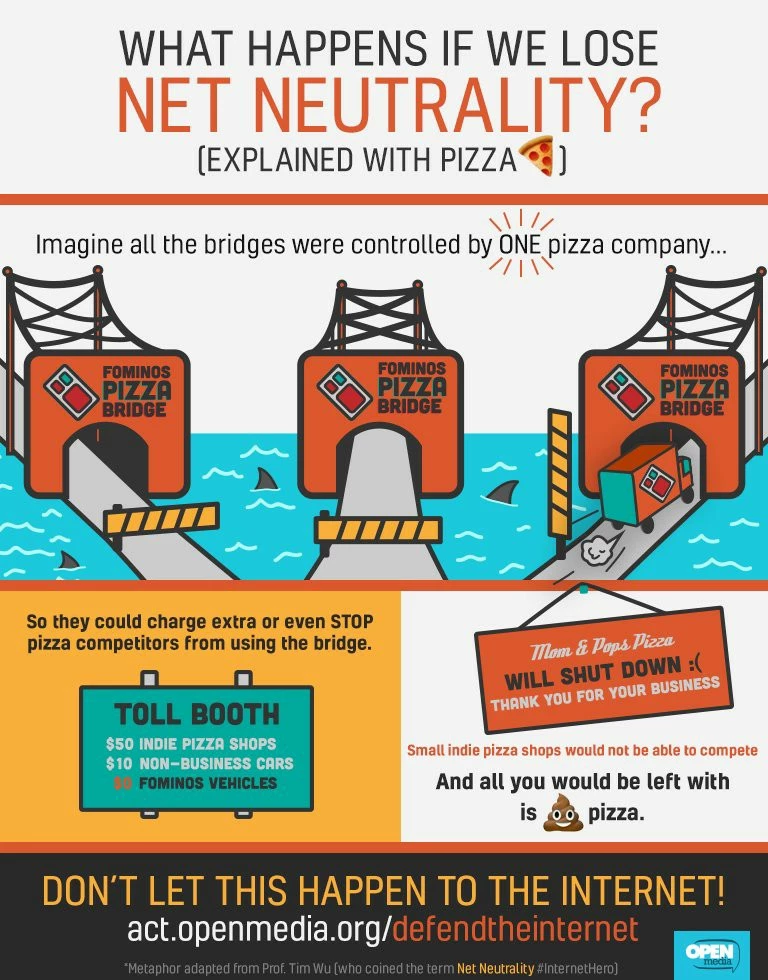 WHAT HAPPENS IF WE LOSE
NET NEUTRALITY?
(EXPLAINED WITH PIZZA🍕)
Imagine all the bridges were controlled by ONE pizza company...
FOMINOS
PIZZA
BRIDGE
FOMINOS
PIZZA
BRIDGE
FOMINOS
PIZZA
BRIDGE
So they could charge extra or even STOP
pizza competitors from using the bridge.
TOLL BOOTH
$50 INDIE PIZZA SHOPS
$10 NON-BUSINESS CARS
$0 FOMINOS VEHICLES
Mom & Pops Pizza
WILL SHUT DOWN :(
THANK YOU FOR YOUR BUSINESS
Small indie pizza shops would not be able to compete
And all you would be left with
is 💩 pizza.
DON'T LET THIS HAPPEN TO THE INTERNET!
act.openmedia.org/defendtheinternet
*Metaphor adapted from Prof. Tim Wu (who coined the term Net Neutrality #InternetHero)
OPEN
media